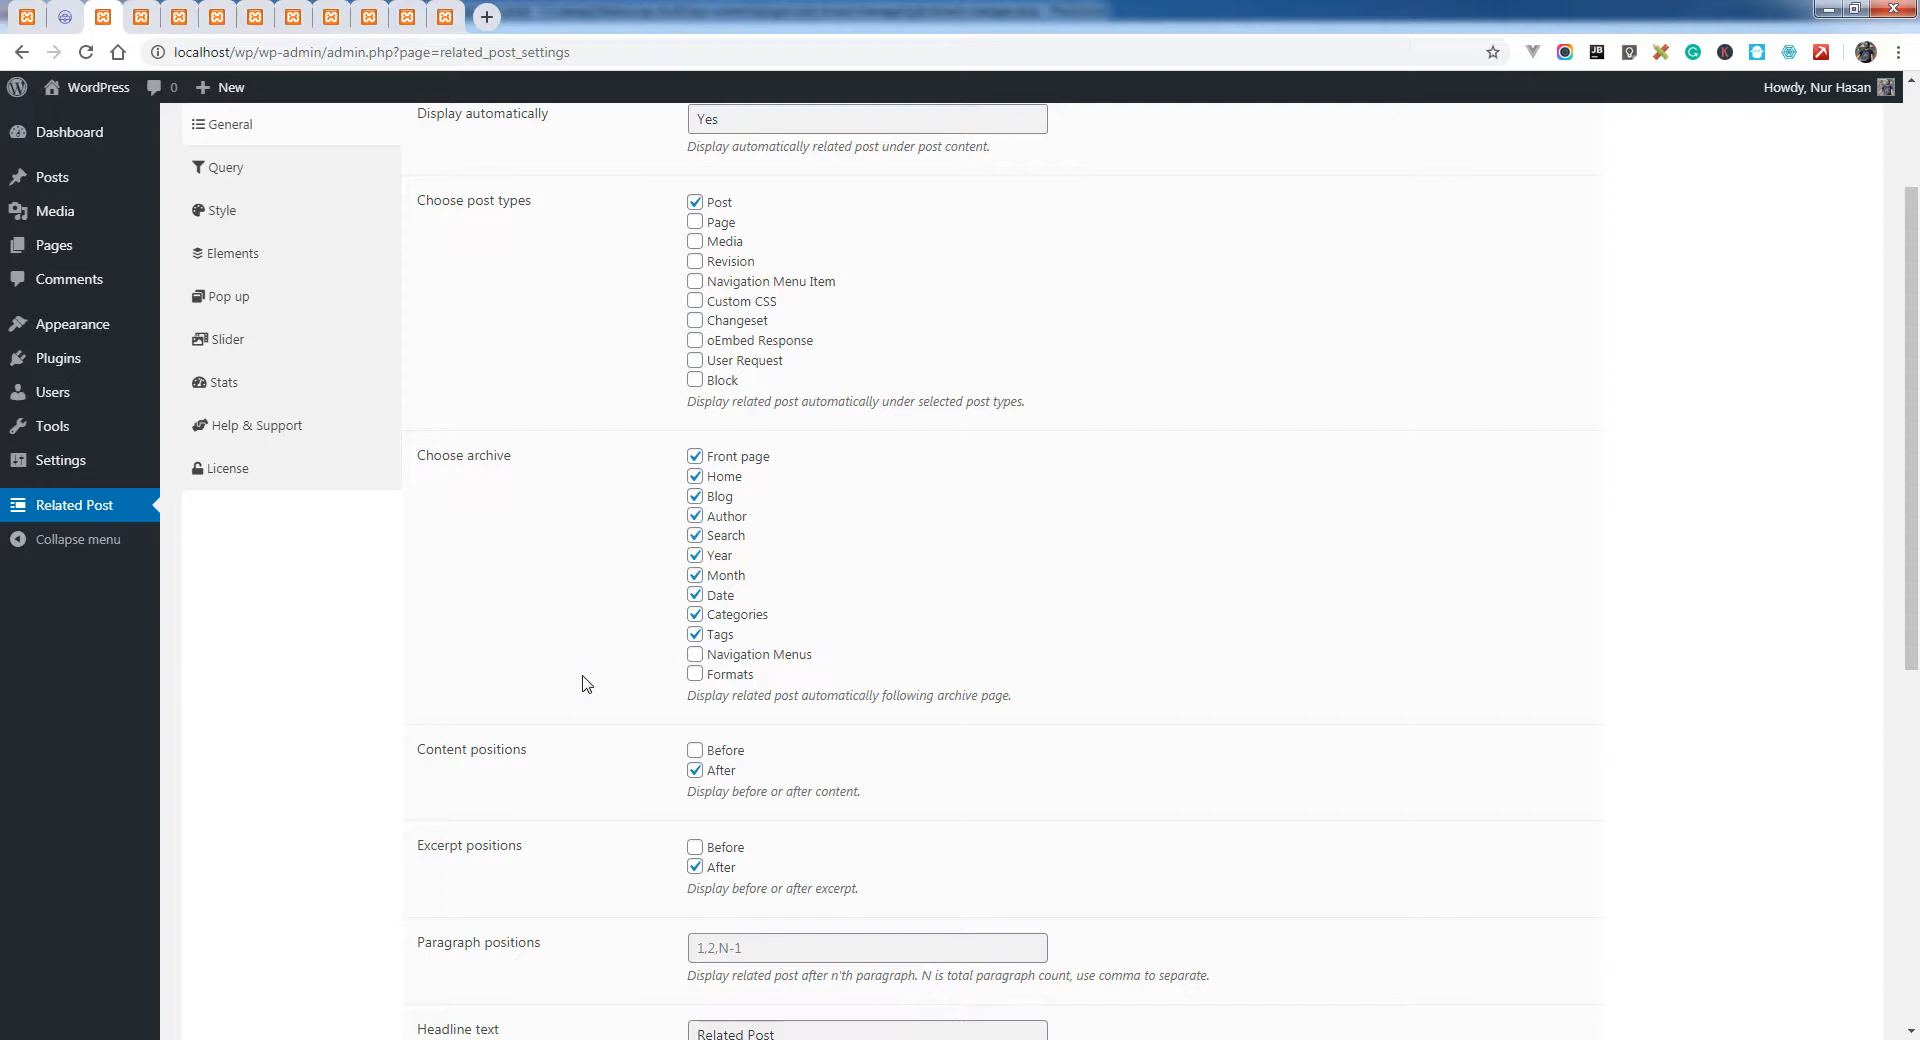 localhost/wp/wp-admin/admin.php?page=related_post_settings
WordPress
0
New
Howdy, Nur Hasan
Dashboard
Posts
Media
Pages
Comments
Appearance
Plugins
Users
Tools
Settings
Related Post
Collapse menu
General
Query
Style
Elements
Pop up
Slider
Stats
Help & Support
License
Display automatically
Yes
Display automatically related post under post content.
Choose post types
Post
Page
Media
Revision
Navigation Menu Item
Custom CSS
Changeset
oEmbed Response
User Request
Block
Display related post automatically under selected post types.
Choose archive
Front page
Home
Blog
Author
Search
Year
Month
Date
Categories
Tags
Navigation Menus
Formats
Display related post automatically following archive page.
Content positions
Before
After
Display before or after content.
Excerpt positions
Before
After
Display before or after excerpt.
Paragraph positions
1,2,N-1
Display related post after n'th paragraph. N is total paragraph count, use comma to separate.
Headline text
Related Post